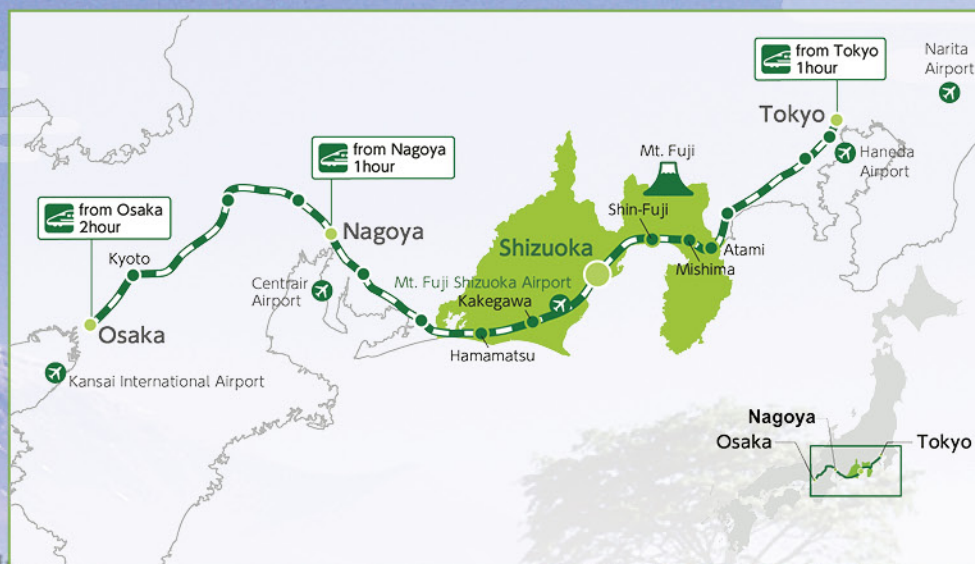 from Tokyo
1hour
Narita
Airport
Tokyo
Haneda
Airport
from Nagoya
1hour
Mt. Fuji
from Osaka
2hour
Shin-Fuji
Nagoya
Shizuoka
Atami
Kyoto
Mishima
Centrair
Airport
Mt. Fuji Shizuoka Airport
Kakegawa
Osaka
Hamamatsu
Kansai International Airport
Nagoya
Osaka
Tokyo